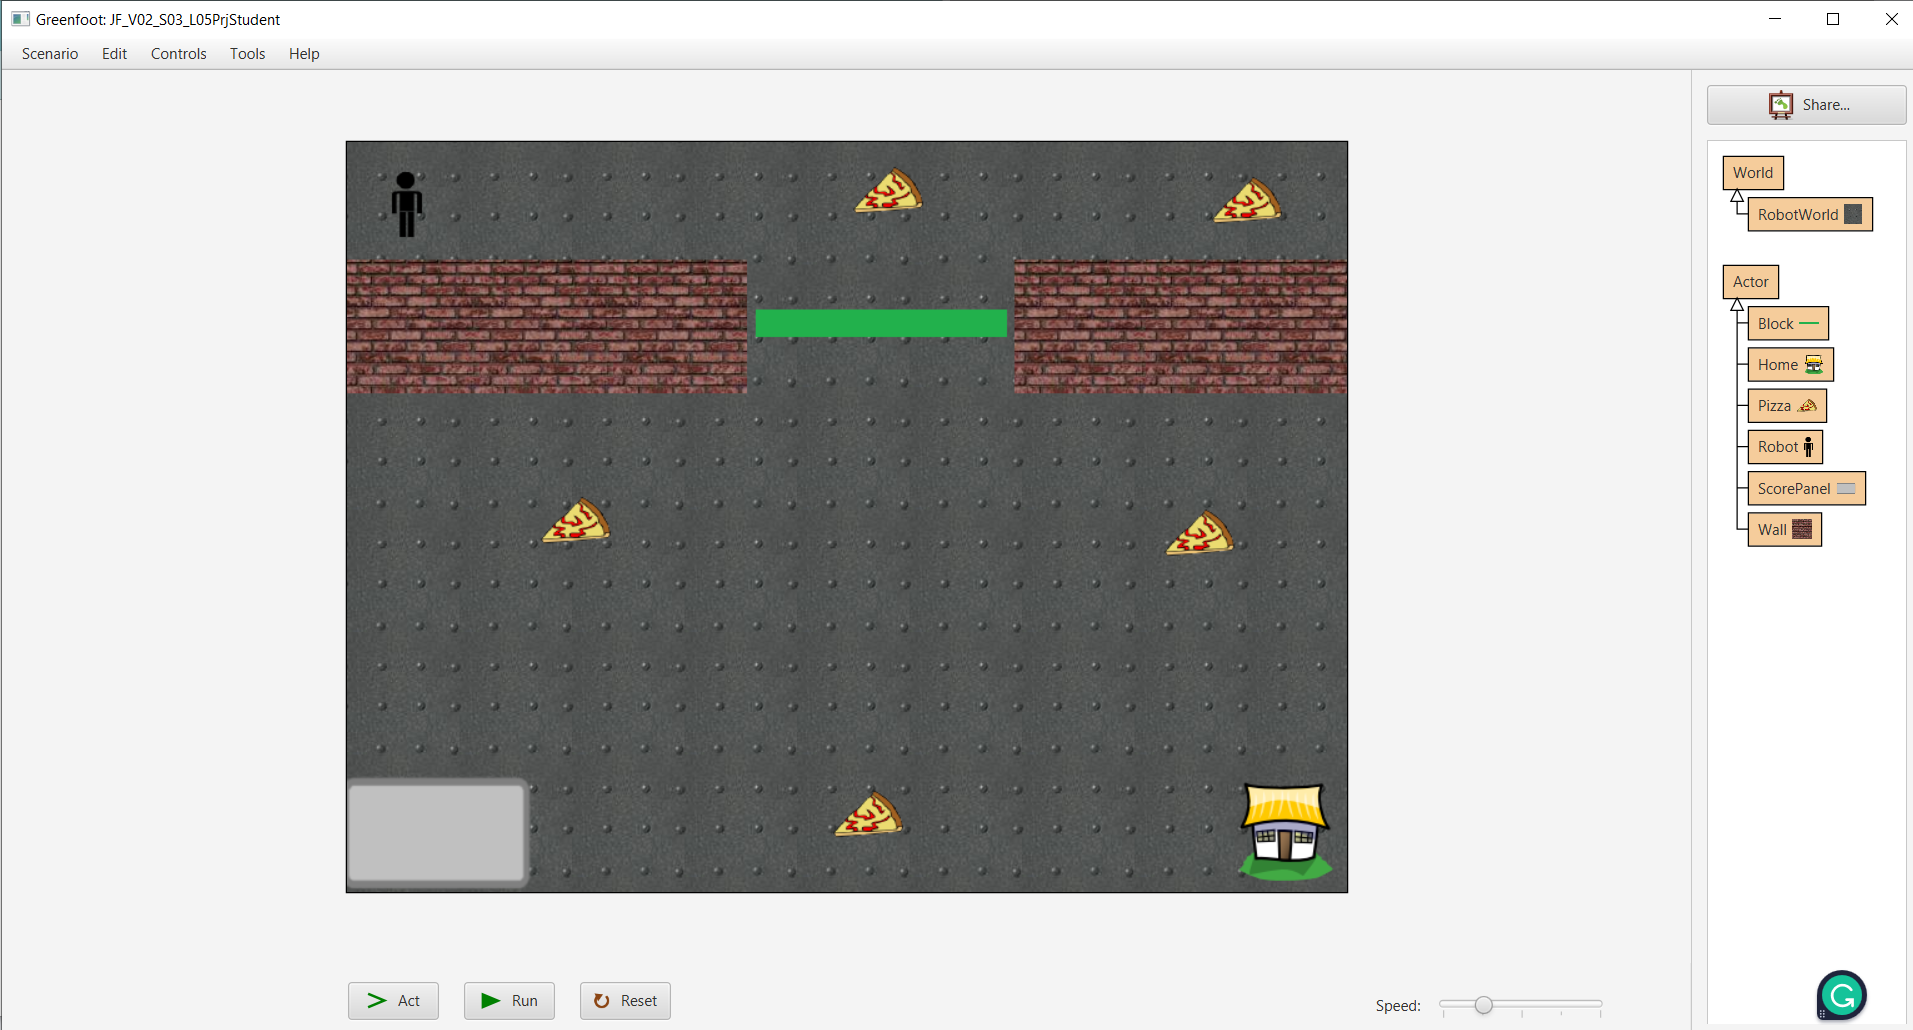 Greenfoot: JF_V02_S03_L05PrjStudent
Scenario Edit Controls Tools Help
Share...
World
RobotWorld
Actor
Block
Home
Pizza
Robot
ScorePanel
Wall
Act Run Reset Speed: